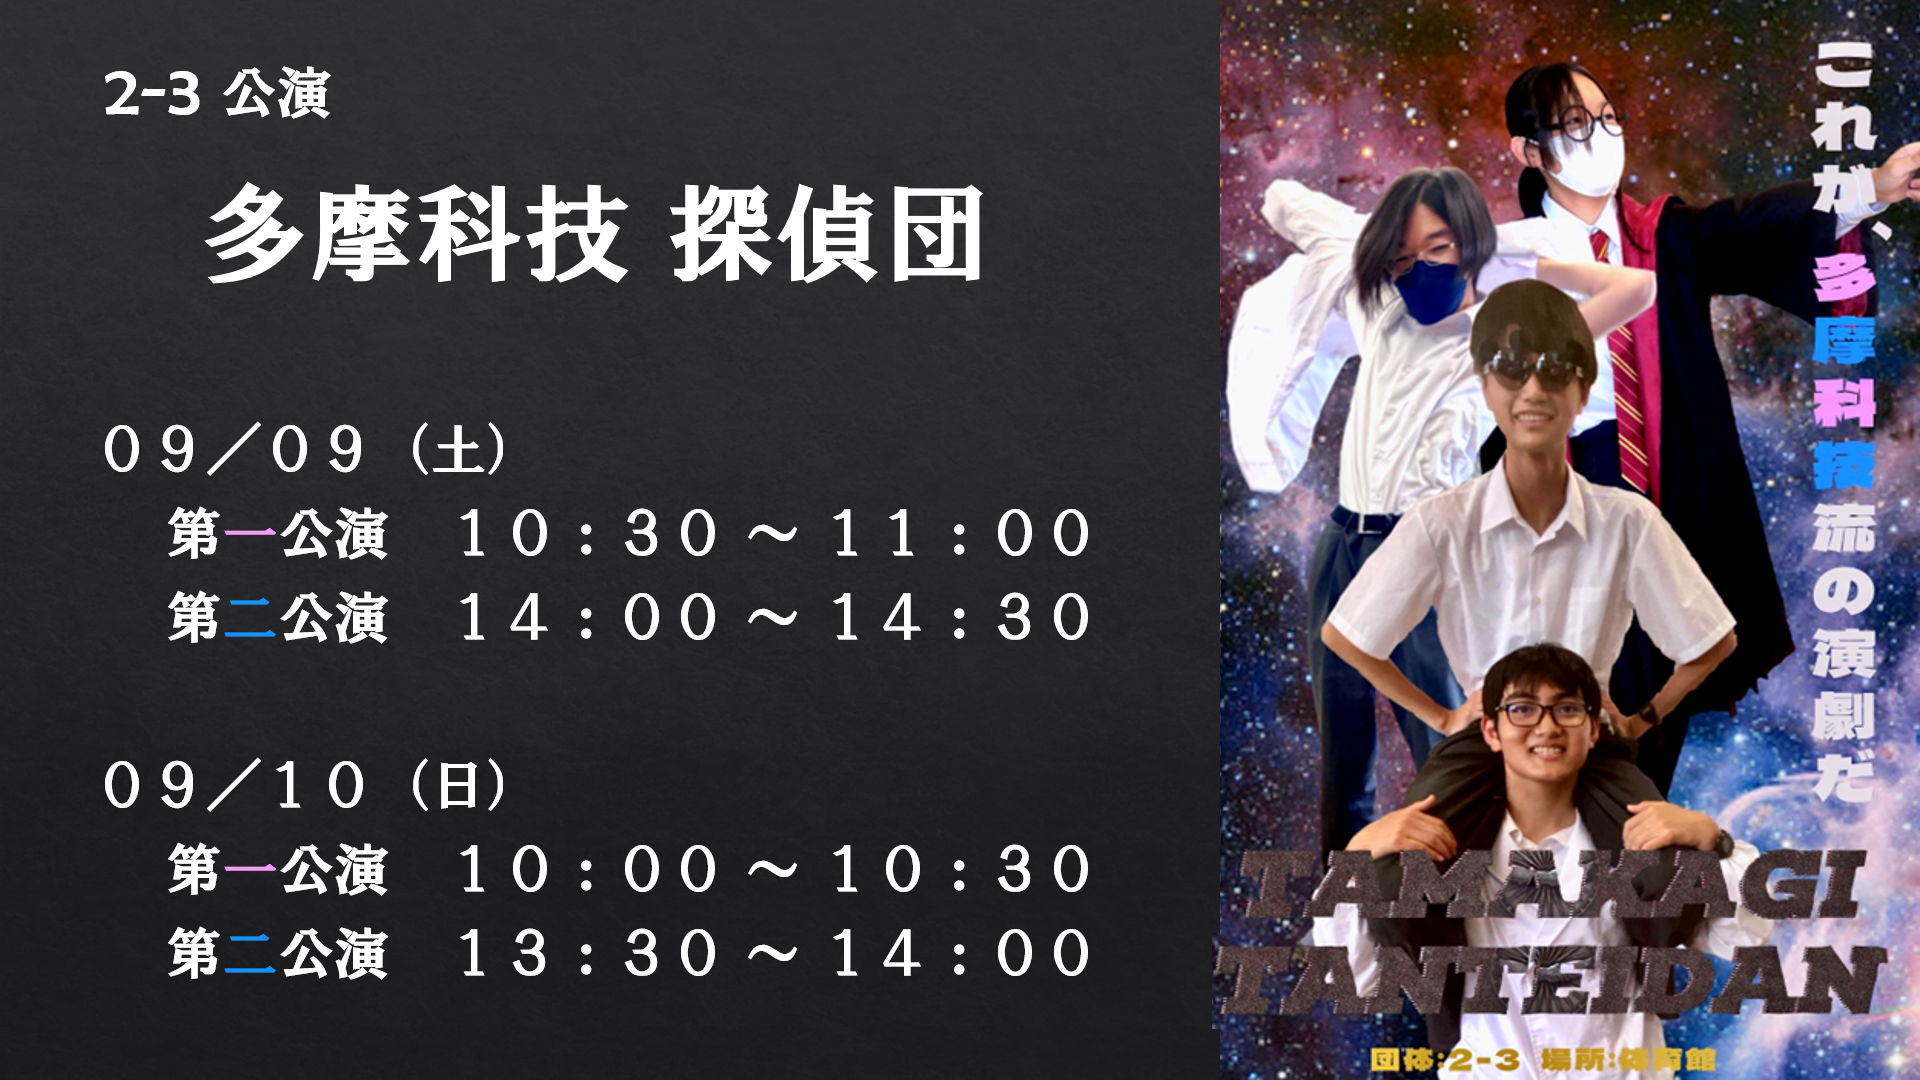 2-3 公演
多摩科技 探偵団
０９／０９（土）
第一公演　１０：３０～１１：００
第二公演　１４：００～１４：３０
０９／１０（日）
第一公演　１０：００～１０：３０
第二公演　１３：３０～１４：００
これが、多摩科技流の演劇だ
TAMAKAGI
TANTEIDAN
団体:2-3 場所:体育館